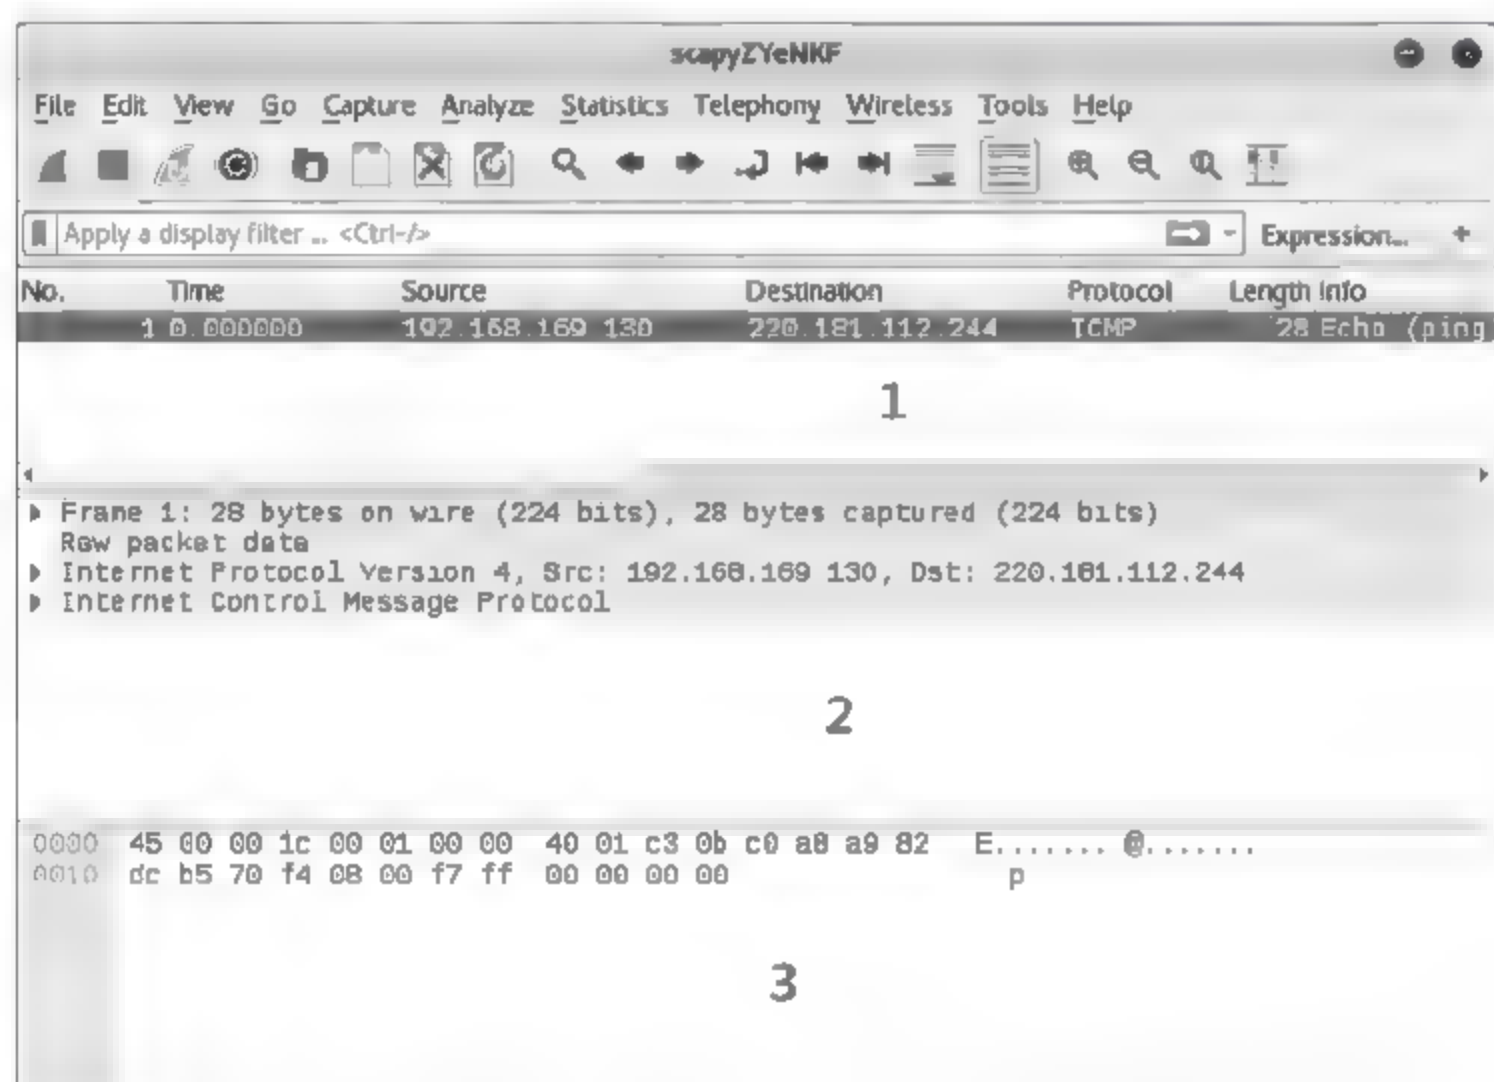 scapyZYeNKF
File Edit View Go Capture Analyze Statistics Telephony Wireless Tools Help
Apply a display filter ... <Ctrl-/> Expression... +
No. Time Source Destination Protocol Length Info
1 0.000000 192.168.169.130 220.181.112.244 ICMP 28 Echo (ping
1
Frame 1: 28 bytes on wire (224 bits), 28 bytes captured (224 bits)
Raw packet data
Internet Protocol Version 4, Src: 192.168.169.130, Dst: 220.181.112.244
Internet Control Message Protocol
2
0000 45 00 00 1c 00 01 00 00 40 01 c3 0b c0 a8 a9 82 E....... @.......
0010 dc b5 70 f4 08 00 f7 ff 00 00 00 00 p
3